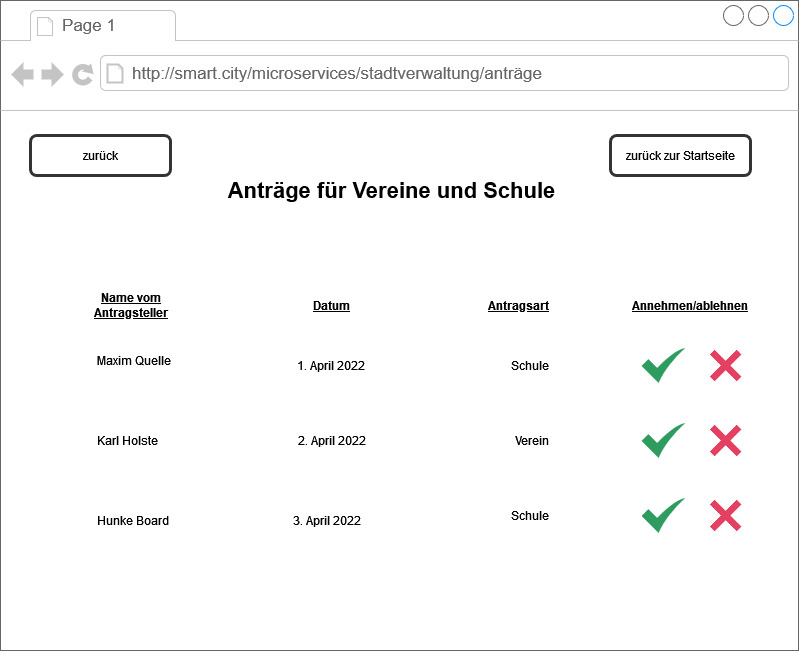 Page 1
http://smart.city/microservices/stadtverwaltung/anträge
zurück
zurück zur Startseite
Anträge für Vereine und Schule
Name vom
Antragsteller
Datum
Antragsart
Annehmen/ablehnen
Maxim Quelle
1. April 2022
Schule
Karl Holste
2. April 2022
Verein
Hunke Board
3. April 2022
Schule